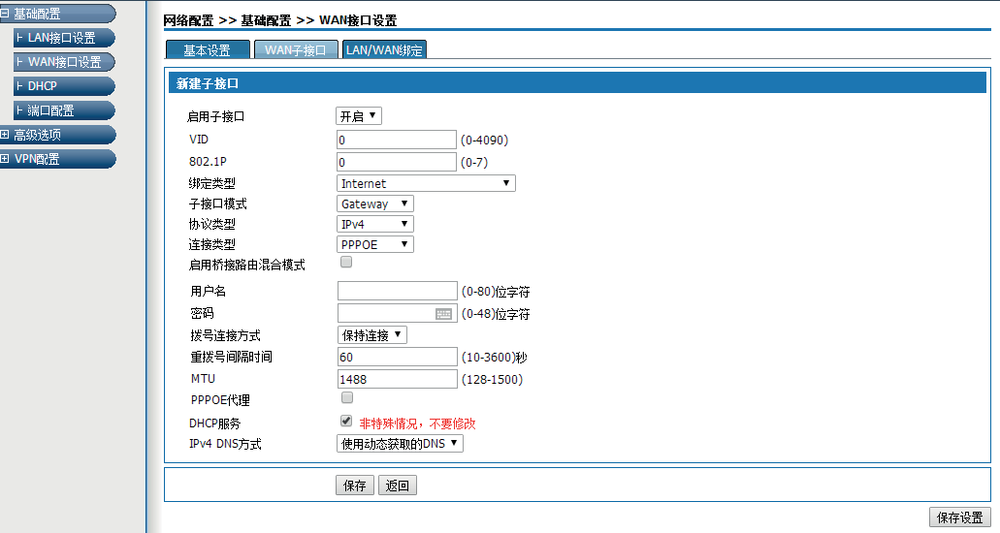 基础配置
LAN接口设置
WAN接口设置
DHCP
端口配置
高级选项
VPN配置
网络配置 >> 基础配置 >> WAN接口设置
基本设置 WAN子接口 LAN/WAN绑定
新建子接口
启用子接口 开启
VID 0 (0-4090)
802.1P 0 (0-7)
绑定类型 Internet
子接口模式 Gateway
协议类型 IPv4
连接类型 PPPOE
启用桥接路由混合模式
用户名 (0-80)位字符
密码 (0-48)位字符
拨号连接方式 保持连接
重拨号间隔时间 60 (10-3600)秒
MTU 1488 (128-1500)
PPPOE代理
DHCP服务 非特殊情况，不要修改
IPv4 DNS方式 使用动态获取的DNS
保存 返回
保存设置